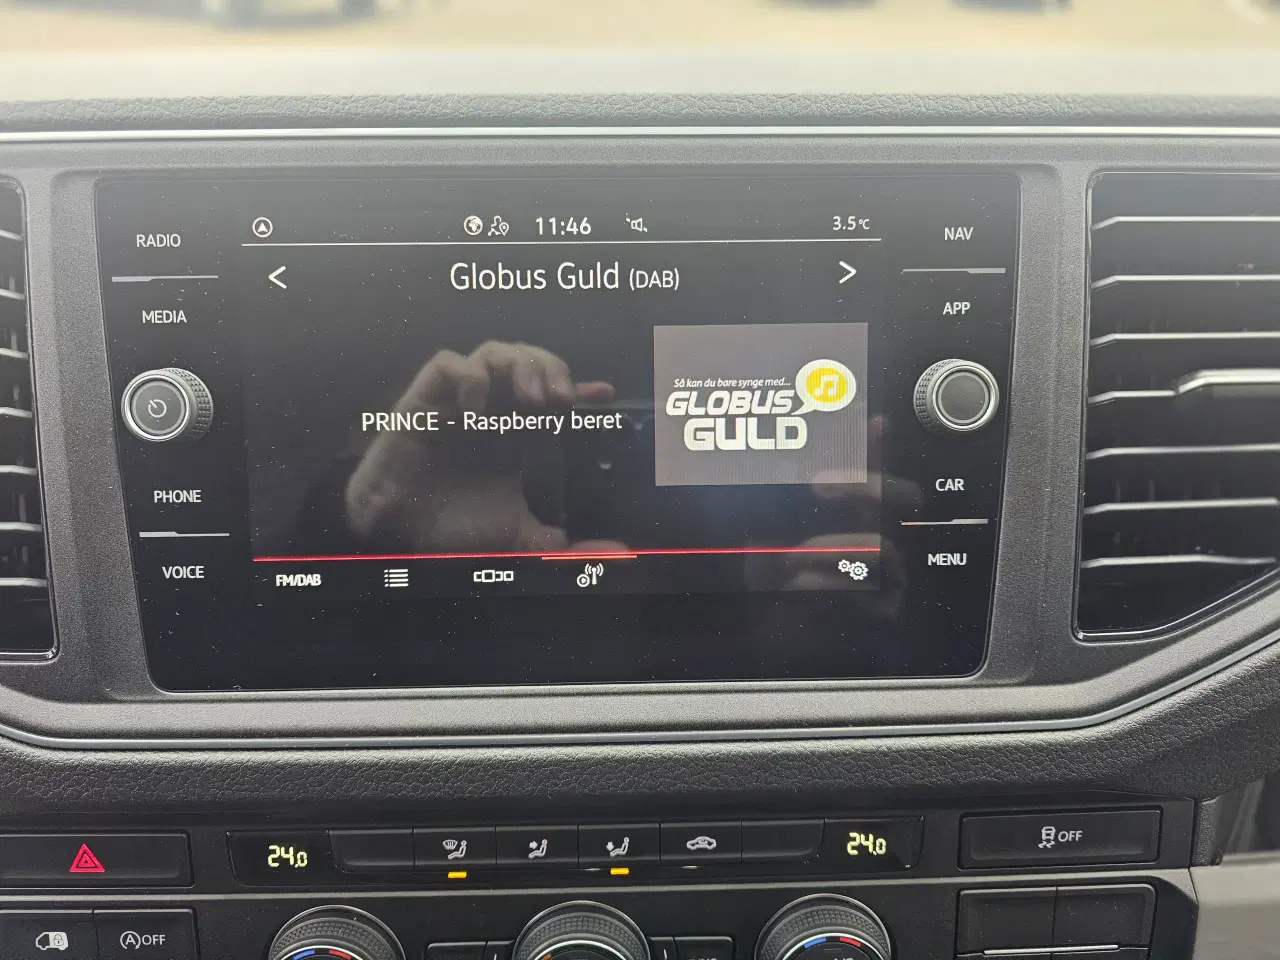 RADIO
MEDIA
PHONE
VOICE
11:46
3.5°C
Globus Guld (DAB)
PRINCE - Raspberry beret
Så kan du bare synge med...
GLOBUS
GULD
FM/DAB
NAV
APP
CAR
MENU
24.0
24.0
OFF
A OFF